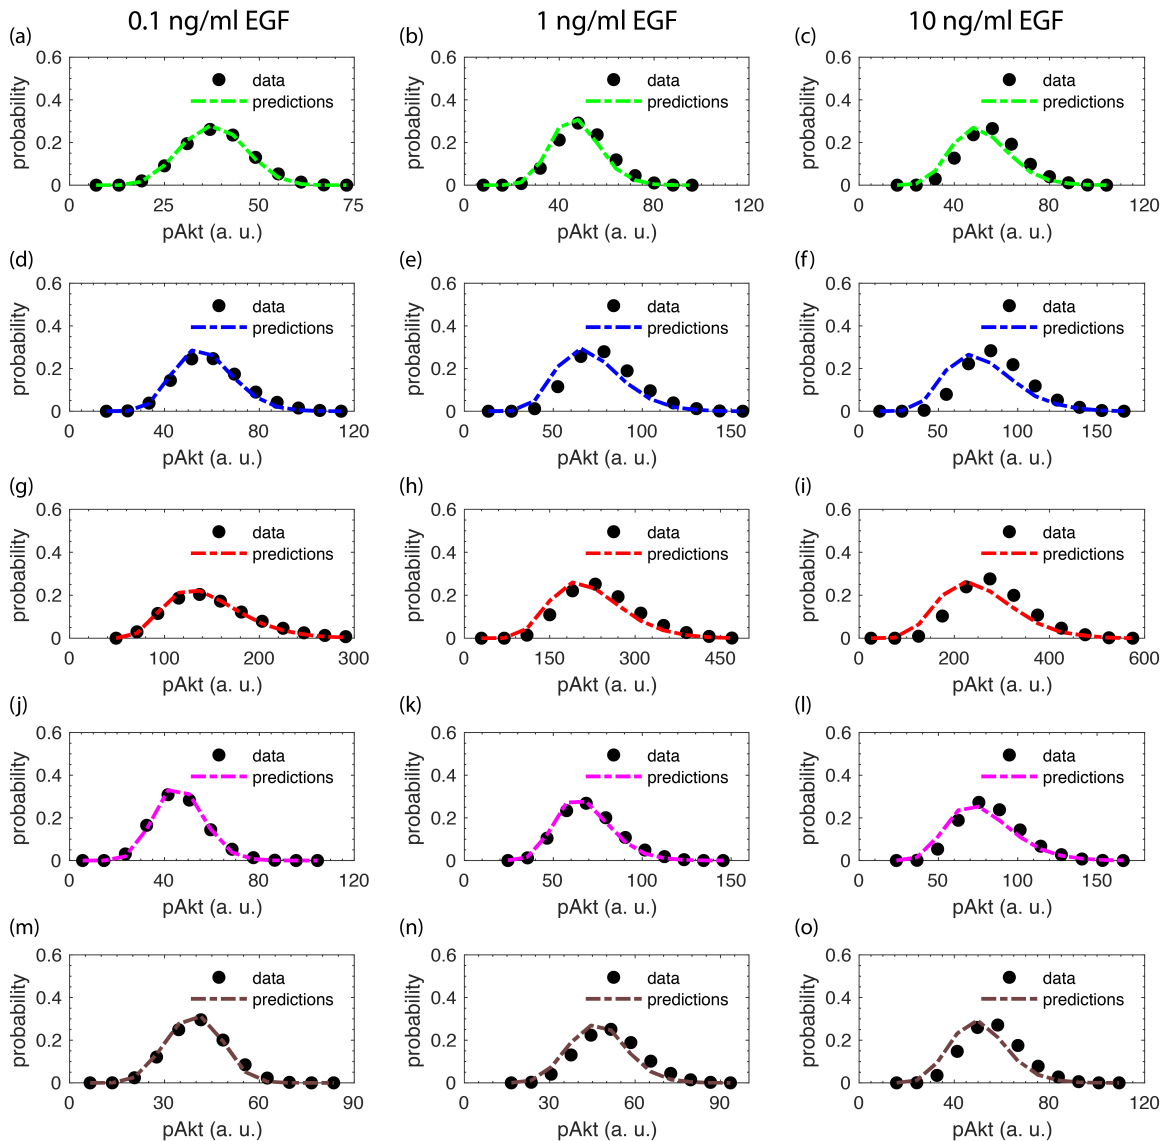 0.1 ng/ml EGF 1 ng/ml EGF 10 ng/ml EGF
(a) (b) (c)
0.6 0.6 0.6
data data data
0.4 predictions 0.4 predictions 0.4 predictions
probability probability probability
0.2 0.2 0.2
0 0 0
0 25 50 75 0 40 80 120 0 40 80 120
pAkt (a. u.) pAkt (a. u.) pAkt (a. u.)
(d) (e) (f)
0.6 0.6 0.6
data data data
0.4 predictions 0.4 predictions 0.4 predictions
probability probability probability
0.2 0.2 0.2
0 0 0
0 40 80 120 0 50 100 150 0 50 100 150
pAkt (a. u.) pAkt (a. u.) pAkt (a. u.)
(g) (h) (i)
0.6 0.6 0.6
data data data
0.4 predictions 0.4 predictions 0.4 predictions
probability probability probability
0.2 0.2 0.2
0 0 0
0 100 200 300 0 150 300 450 0 200 400 600
pAkt (a. u.) pAkt (a. u.) pAkt (a. u.)
(j) (k) (l)
0.6 0.6 0.6
data data data
0.4 predictions 0.4 predictions 0.4 predictions
probability probability probability
0.2 0.2 0.2
0 0 0
0 40 80 120 0 50 100 150 0 50 100 150
pAkt (a. u.) pAkt (a. u.) pAkt (a. u.)
(m) (n) (o)
0.6 0.6 0.6
data data data
0.4 predictions 0.4 predictions 0.4 predictions
probability probability probability
0.2 0.2 0.2
0 0 0
0 30 60 90 0 30 60 90 0 40 80 120
pAkt (a. u.) pAkt (a. u.) pAkt (a. u.)